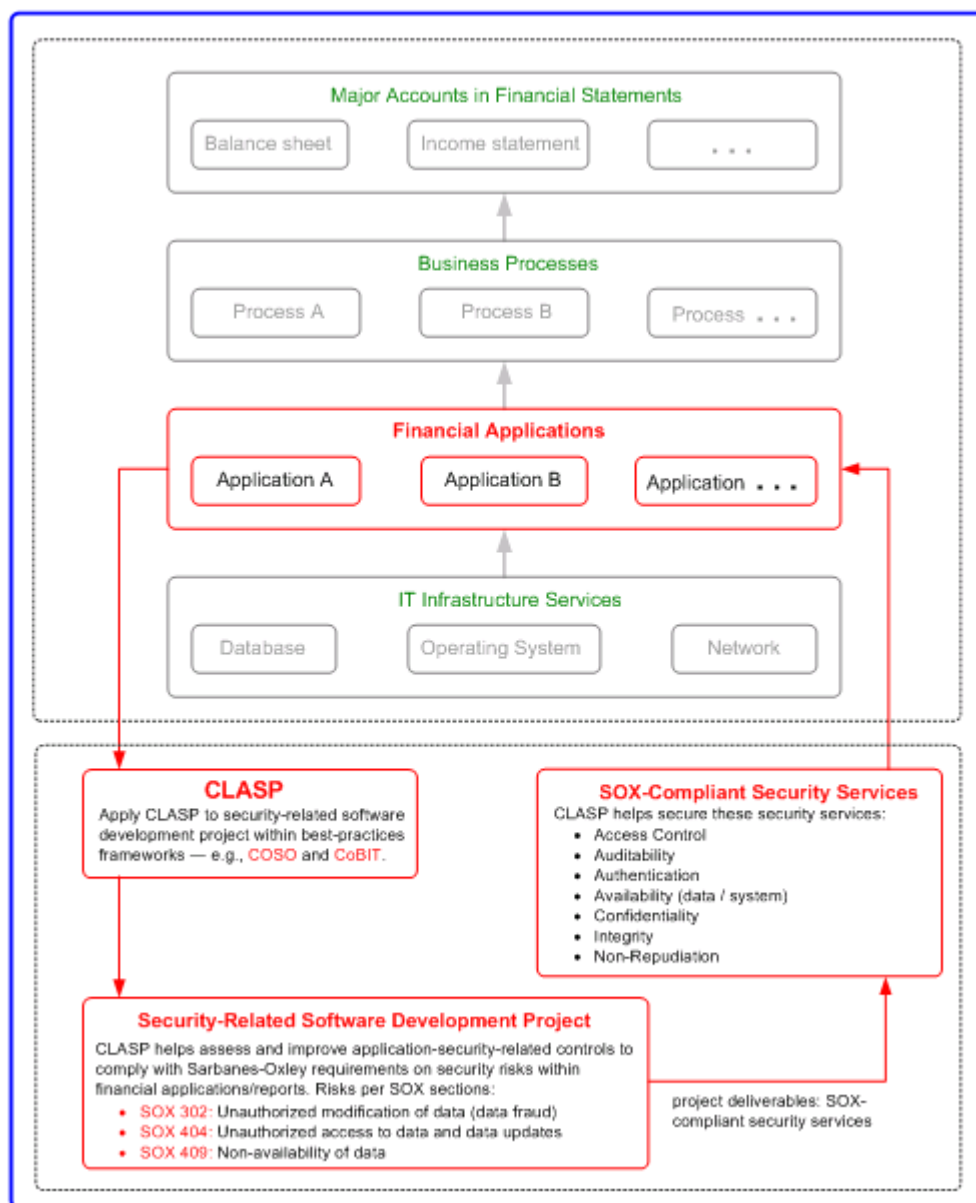 Major Accounts in Financial Statements
Balance sheet
Income statement
. . .
Business Processes
Process A
Process B
Process . . .
Financial Applications
Application A
Application B
Application . . .
IT Infrastructure Services
Database
Operating System
Network
CLASP
Apply CLASP to security-related software
development project within best-practices
frameworks — e.g., COSO and CoBIT.
SOX-Compliant Security Services
CLASP helps secure these security services:
• Access Control
• Auditability
• Authentication
• Availability (data / system)
• Confidentiality
• Integrity
• Non-Repudiation
Security-Related Software Development Project
CLASP helps assess and improve application-security-related controls to
comply with Sarbanes-Oxley requirements on security risks within
financial applications/reports. Risks per SOX sections:
• SOX 302: Unauthorized modification of data (data fraud)
• SOX 404: Unauthorized access to data and data updates
• SOX 409: Non-availability of data
project deliverables: SOX-
compliant security services